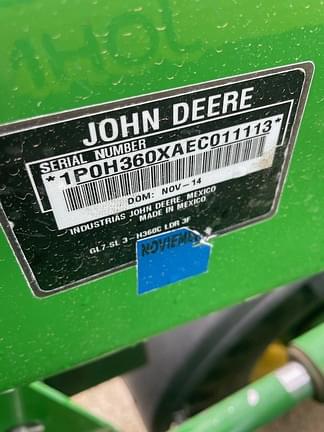 1HOL
JOHN DEERE
SERIAL NUMBER
*1P0H360XAEC011113*
DOM: NOV-14
INDUSTRIAS JOHN DEERE, MEXICO
MADE IN MEXICO
GL7.SL 3-H360C LDR 3F